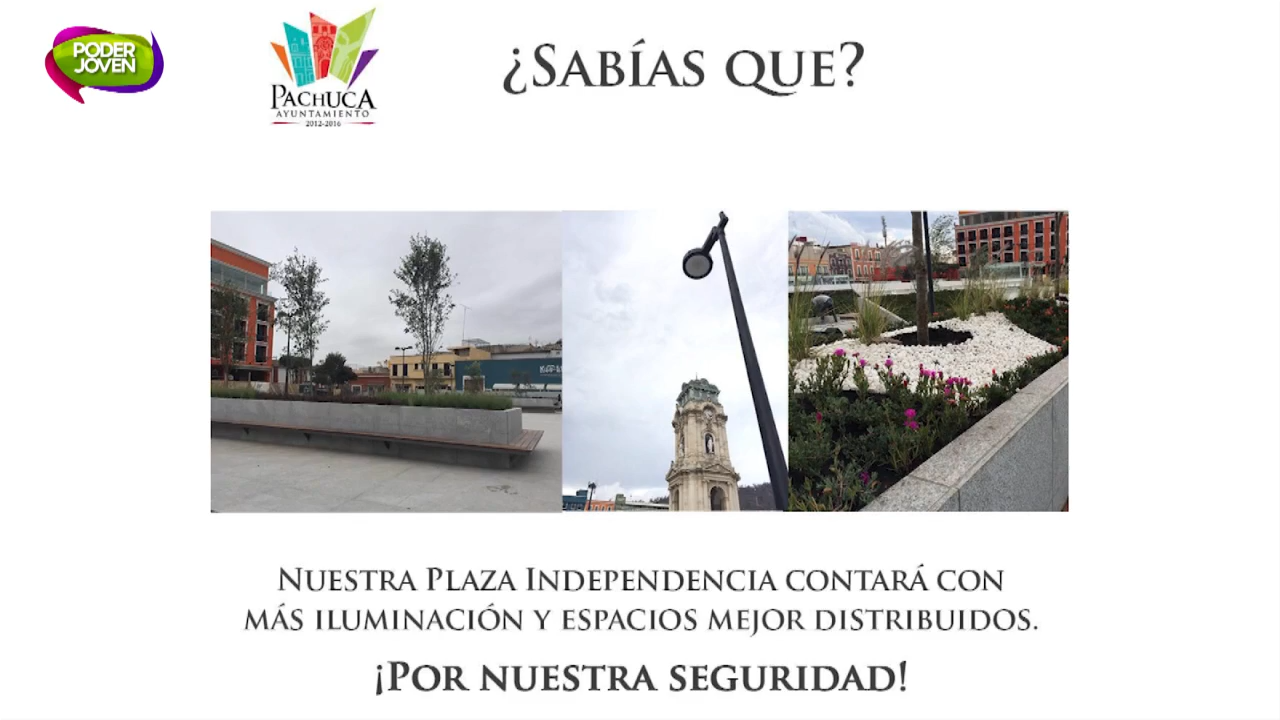 PODER
JOVEN
PACHUCA
AYUNTAMIENTO
2012-2016
¿SABÍAS QUE?
NUESTRA PLAZA INDEPENDENCIA CONTARÁ CON
MÁS ILUMINACIÓN Y ESPACIOS MEJOR DISTRIBUIDOS.
¡POR NUESTRA SEGURIDAD!